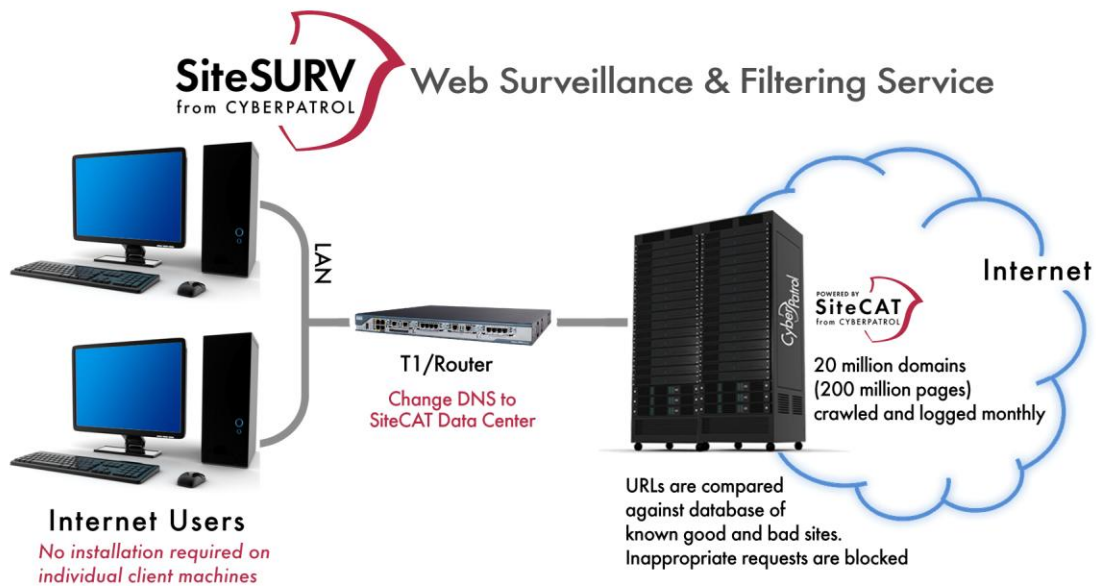 SiteSURV
from CYBERPATROL
Web Surveillance & Filtering Service
LAN
Internet
CyberPatrol
POWERED BY
SiteCAT
from CYBERPATROL
T1/Router
Change DNS to
SiteCAT Data Center
20 million domains
(200 million pages)
crawled and logged monthly
URLs are compared
against database of
known good and bad sites.
Inappropriate requests are blocked
Internet Users
No installation required on
individual client machines